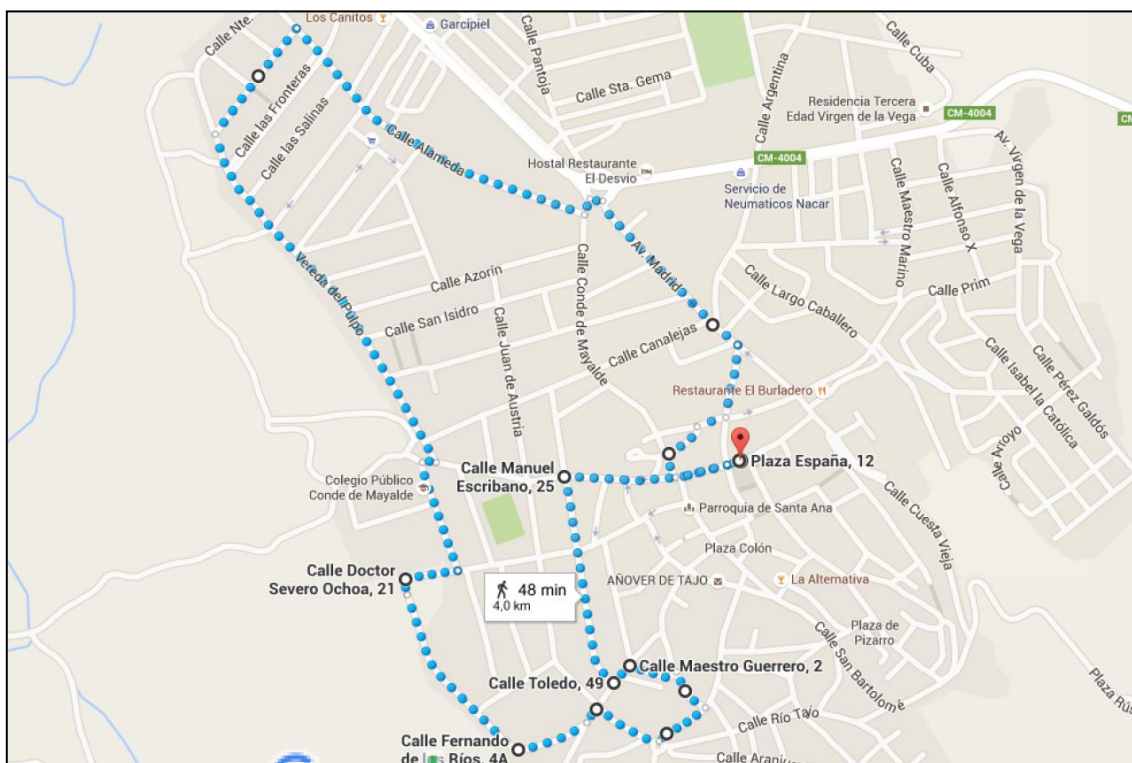 Los Canitos
Garcipiel
Calle Nte.
Calle las Fronteras
Calle las Salinas
Calle Alameda
Calle Pantoja
Calle Sta. Gema
Calle Argentina
Calle Cuba
Residencia Tercera
Edad Virgen de la Vega
CM-4004
CM-4004
Hostal Restaurante
El Desvio
Servicio de
Neumaticos Nacar
Calle Maestro Marino
Calle Alfonso X
Av. Virgen de la Vega
Vereda del Pulpo
Calle Azorín
Calle San Isidro
Calle Juan de Austria
Calle Conde de Mayalde
Av. Madrid
Calle Canalejas
Calle Largo Caballero
Calle Prim
Calle Isabel la Católica
Calle Pérez Galdós
Calle Arroyo
Restaurante El Burladero
Calle Manuel
Escribano, 25
Plaza España, 12
Colegio Público
Conde de Mayalde
Parroquia de Santa Ana
Plaza Colón
Calle Cuesta Vieja
Calle Doctor
Severo Ochoa, 21
48 min
4,0 km
AÑOVER DE TAJO
La Alternativa
Plaza de
Pizarro
Calle San Bartolomé
Calle Maestro Guerrero, 2
Calle Toledo, 49
Calle Río Tajo
Calle Fernando
de los Ríos, 4A